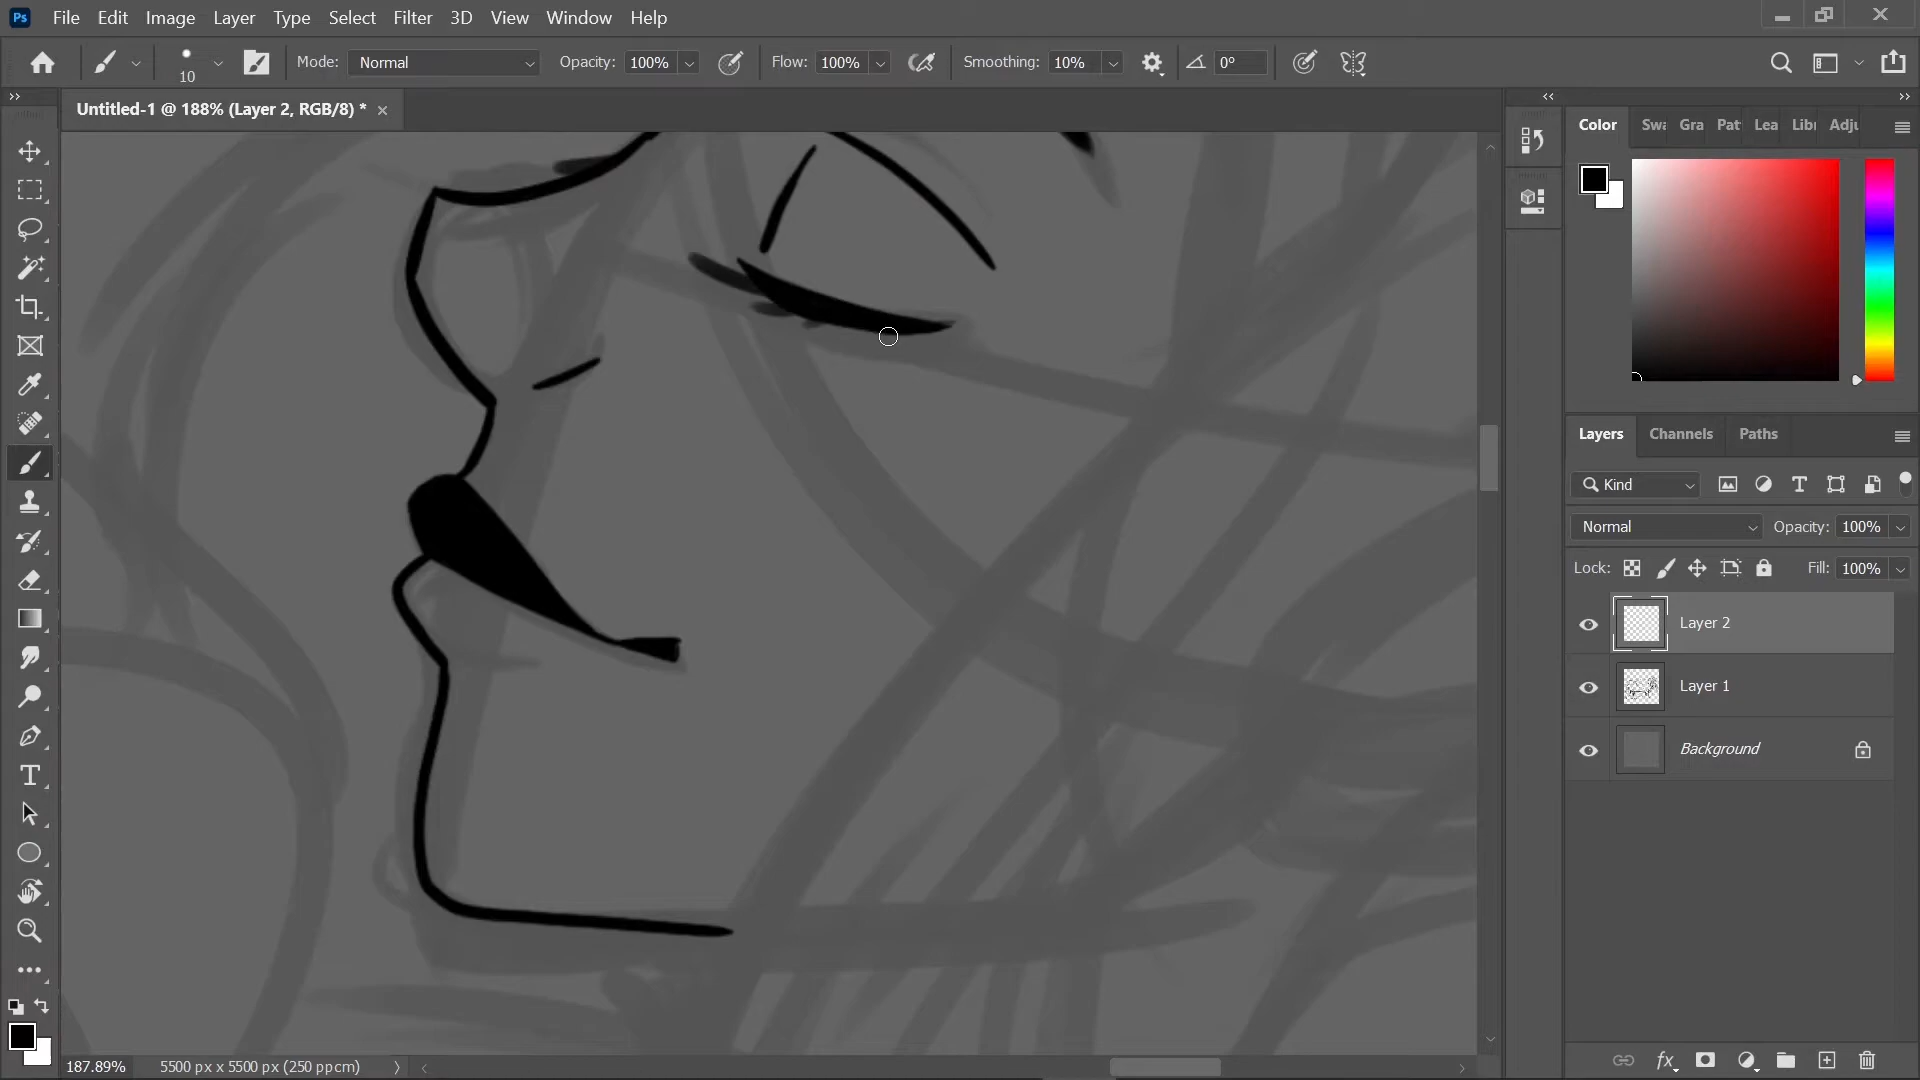 Ps File Edit Image Layer Type Select Filter 3D View Window Help
10 Mode: Normal Opacity: 100% Flow: 100% Smoothing: 10% 0°
Untitled-1 @ 188% (Layer 2, RGB/8) *
Color Swa Gra Pat Lea Libr Adju
Layers Channels Paths
Kind
Normal Opacity: 100%
Lock: Fill: 100%
Layer 2
Layer 1
Background
fx
187.89% 5500 px x 5500 px (250 ppcm)